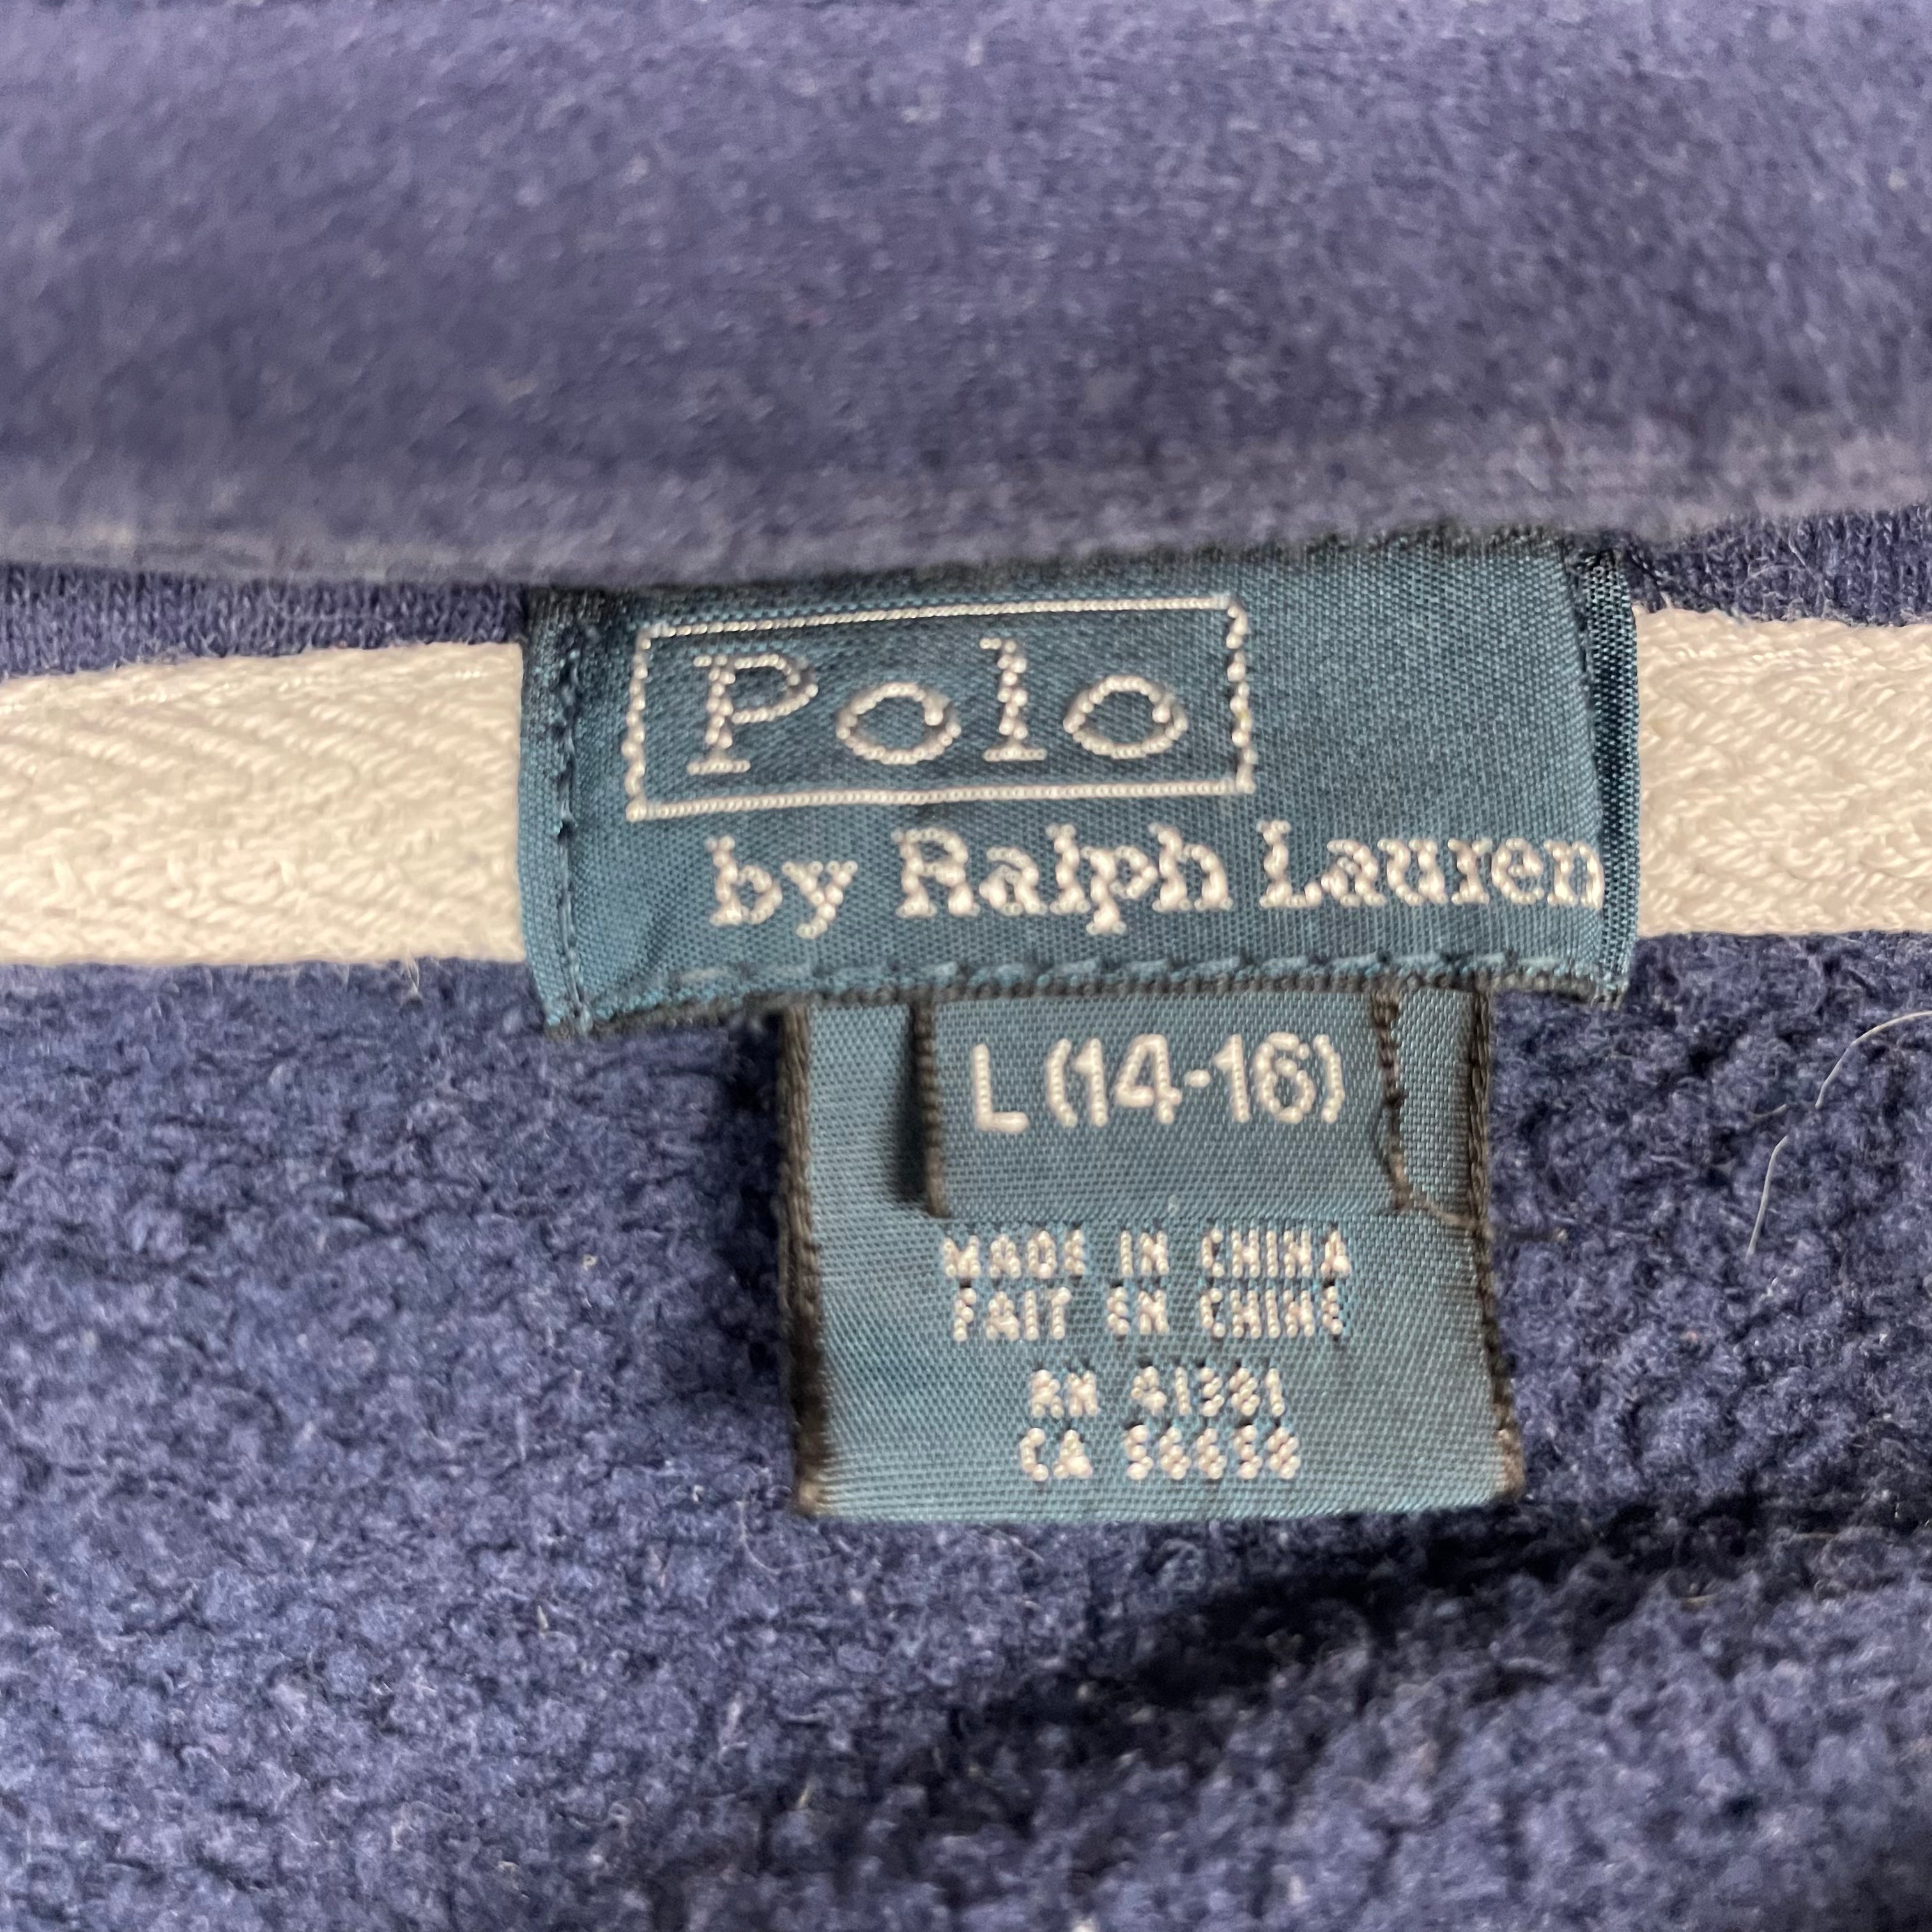 Polo
by Ralph Lauren
L (14-16)
MADE IN CHINA
FAIT EN CHINE
RN 41381
CA 56658